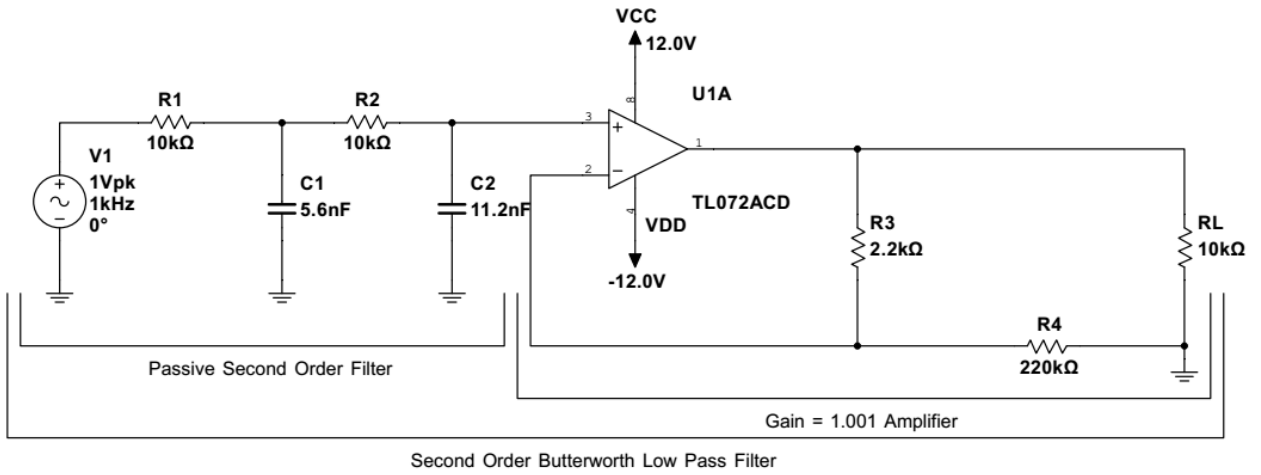 VCC
12.0V
R1
10kΩ
R2
10kΩ
3
8
U1A
+
1
V1
1Vpk
1kHz
0°
+
−
C1
5.6nF
C2
11.2nF
2
−
4
TL072ACD
VDD
-12.0V
R3
2.2kΩ
RL
10kΩ
R4
220kΩ
Passive Second Order Filter
Gain = 1.001 Amplifier
Second Order Butterworth Low Pass Filter